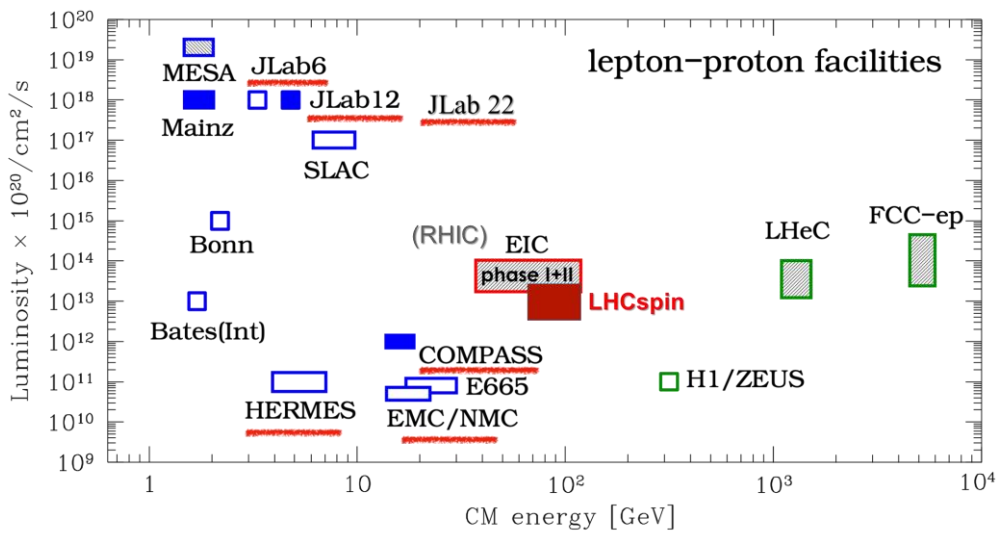 lepton−proton facilities
10²⁰
10¹⁹
10¹⁸
10¹⁷
10¹⁶
10¹⁵
10¹⁴
10¹³
10¹²
10¹¹
10¹⁰
10⁹
Luminosity × 10²⁰/cm²/s
MESA
JLab6
Mainz
JLab12
JLab 22
SLAC
Bonn
(RHIC)
EIC
phase I+II
LHeC
FCC−ep
Bates(Int)
LHCspin
COMPASS
E665
H1/ZEUS
HERMES
EMC/NMC
1
10
10²
10³
10⁴
CM energy [GeV]